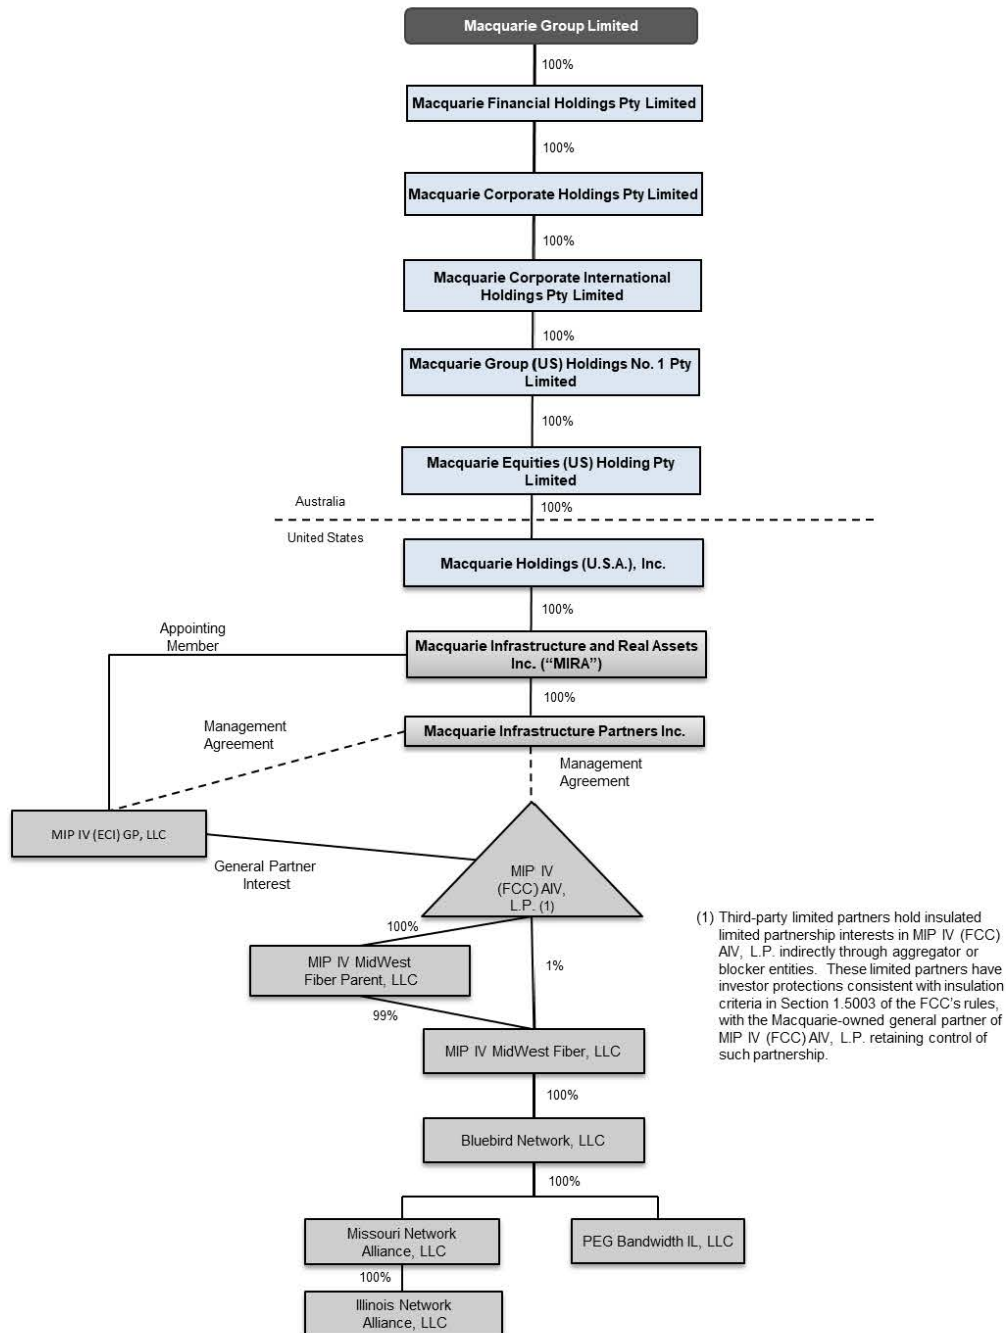 Macquarie Group Limited
100%
Macquarie Financial Holdings Pty Limited
100%
Macquarie Corporate Holdings Pty Limited
100%
Macquarie Corporate International
Holdings Pty Limited
100%
Macquarie Group (US) Holdings No. 1 Pty
Limited
100%
Macquarie Equities (US) Holding Pty
Limited
Australia
100%
United States
Macquarie Holdings (U.S.A.), Inc.
100%
Appointing
Member
Macquarie Infrastructure and Real Assets
Inc. (“MIRA”)
100%
Management
Agreement
Macquarie Infrastructure Partners Inc.
Management
Agreement
MIP IV (ECI) GP, LLC
General Partner
Interest
MIP IV
(FCC) AIV,
L.P. (1)
100%
MIP IV MidWest
Fiber Parent, LLC
1%
99%
(1) Third-party limited partners hold insulated
limited partnership interests in MIP IV (FCC)
AIV, L.P. indirectly through aggregator or
blocker entities. These limited partners have
investor protections consistent with insulation
criteria in Section 1.5003 of the FCC’s rules,
with the Macquarie-owned general partner of
MIP IV (FCC) AIV, L.P. retaining control of
such partnership.
MIP IV MidWest Fiber, LLC
100%
Bluebird Network, LLC
100%
Missouri Network
Alliance, LLC
PEG Bandwidth IL, LLC
100%
Illinois Network
Alliance, LLC